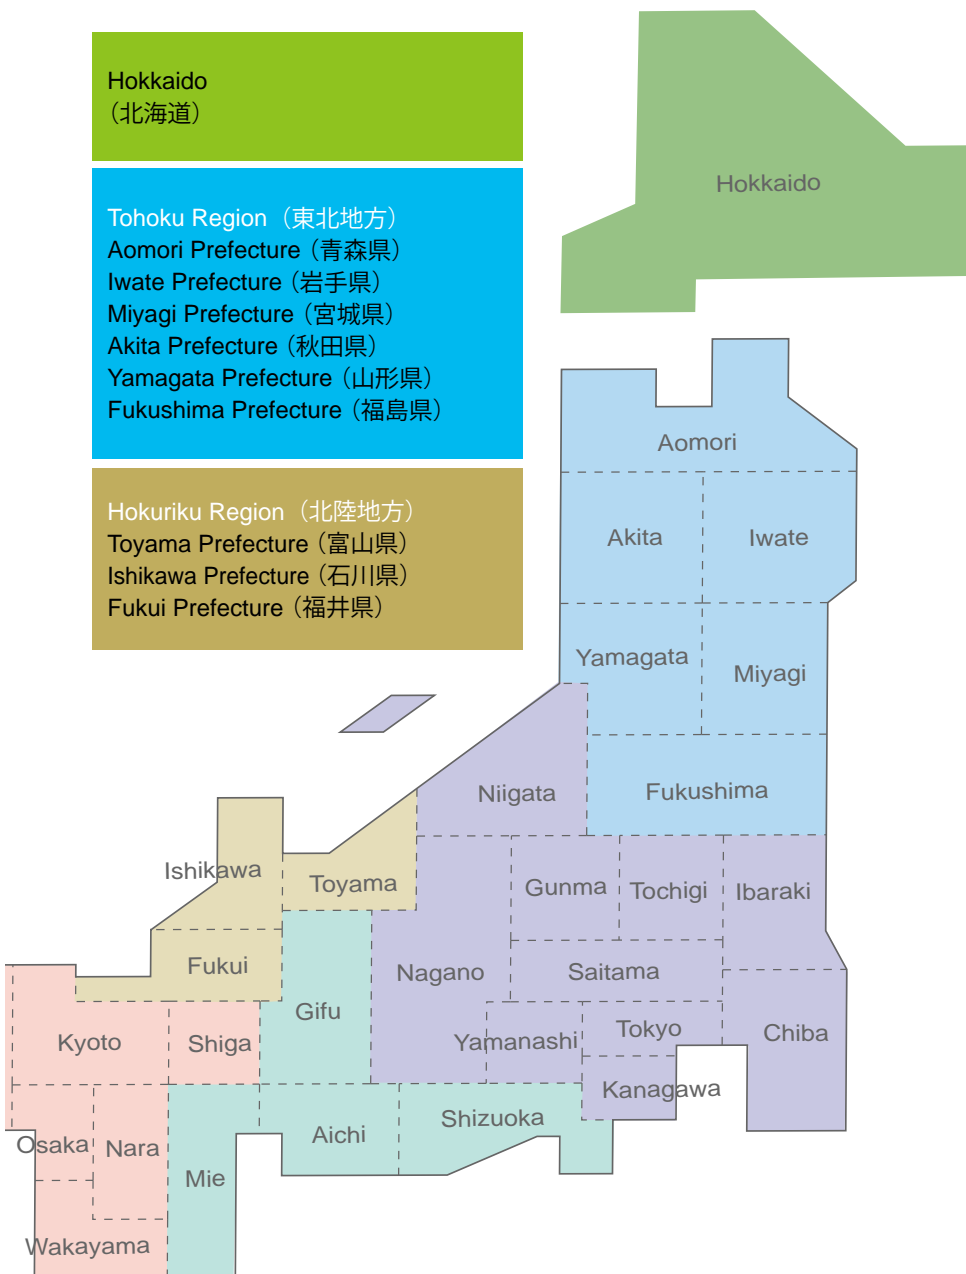 Hokkaido
（北海道）
Tohoku Region（東北地方）
Aomori Prefecture（青森県）
Iwate Prefecture（岩手県）
Miyagi Prefecture（宮城県）
Akita Prefecture（秋田県）
Yamagata Prefecture（山形県）
Fukushima Prefecture（福島県）
Hokuriku Region（北陸地方）
Toyama Prefecture（富山県）
Ishikawa Prefecture（石川県）
Fukui Prefecture（福井県）
Hokkaido
Aomori
Akita
Iwate
Yamagata
Miyagi
Niigata
Fukushima
Ishikawa
Toyama
Gunma
Tochigi
Ibaraki
Fukui
Nagano
Saitama
Gifu
Kyoto
Shiga
Yamanashi
Tokyo
Chiba
Kanagawa
Osaka
Nara
Aichi
Shizuoka
Mie
Wakayama